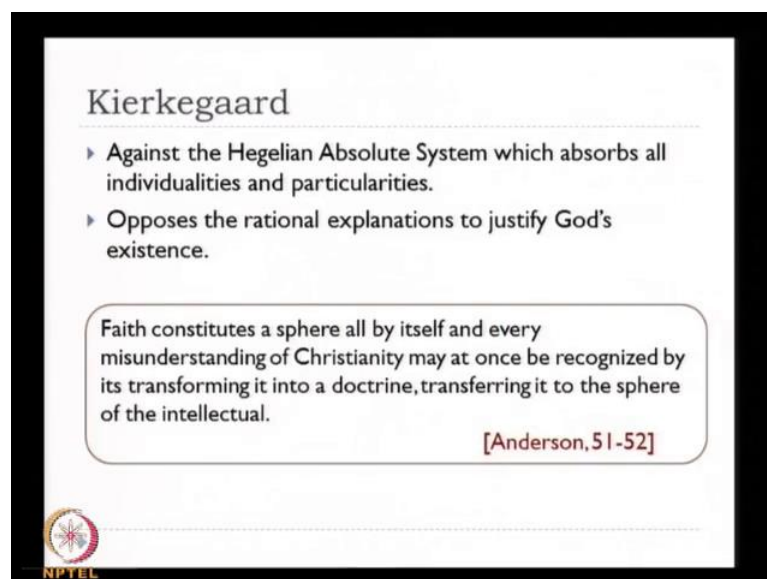 Kierkegaard
Against the Hegelian Absolute System which absorbs all
individualities and particularities.
Opposes the rational explanations to justify God's
existence.
Faith constitutes a sphere all by itself and every
misunderstanding of Christianity may at once be recognized by
its transforming it into a doctrine, transferring it to the sphere
of the intellectual.
[Anderson, 51-52]
NPTEL